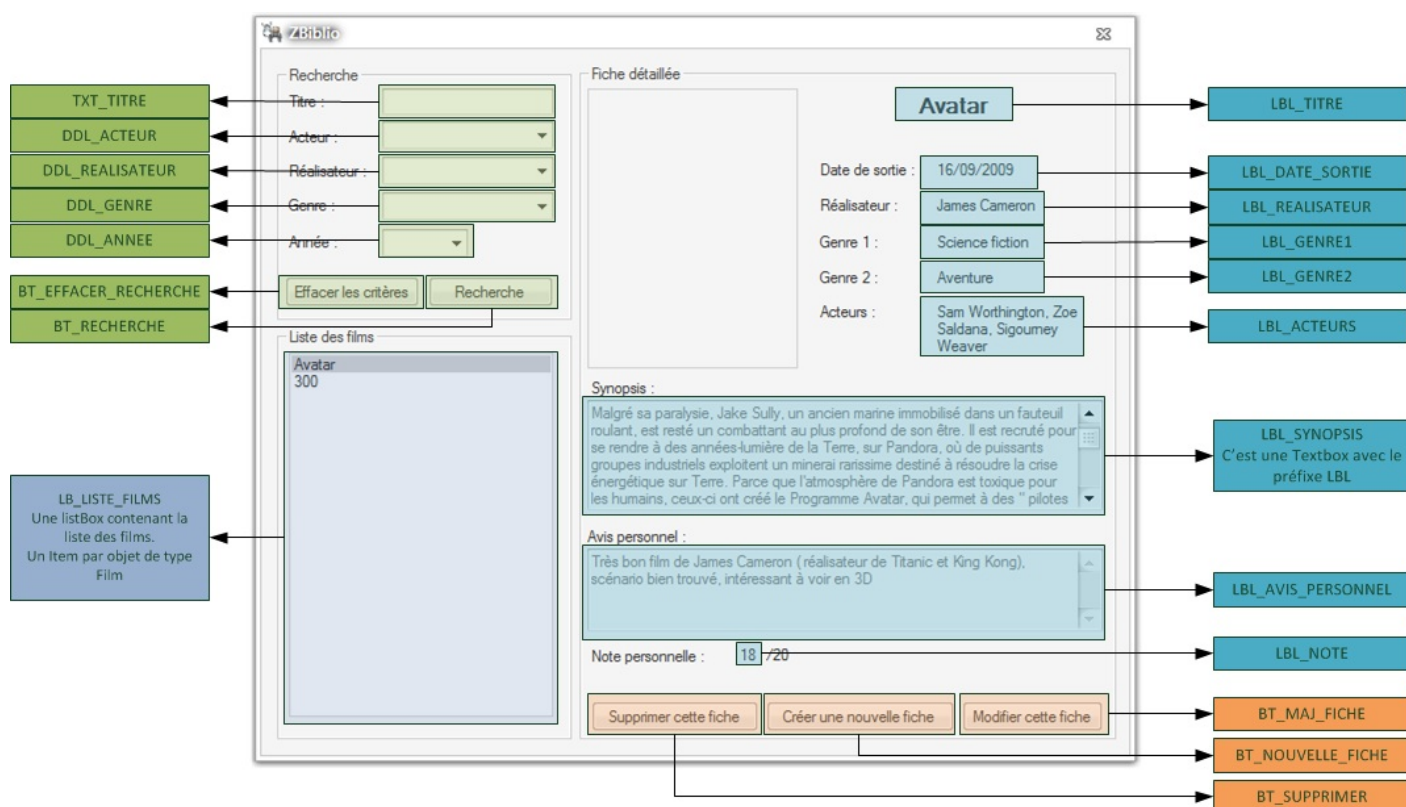 ZBiblio
Recherche
Titre :
Acteur :
Réalisateur :
Genre :
Année :
Effacer les critères
Recherche
Liste des films
Avatar
300
Fiche détaillée
Avatar
Date de sortie :
16/09/2009
Réalisateur :
James Cameron
Genre 1 :
Science fiction
Genre 2 :
Aventure
Acteurs :
Sam Worthington, Zoe
Saldana, Sigourney
Weaver
Synopsis :
Malgré sa paralysie, Jake Sully, un ancien marine immobilisé dans un fauteuil
roulant, est resté un combattant au plus profond de son être. Il est recruté pour
se rendre à des années-lumière de la Terre, sur Pandora, où de puissants
groupes industriels exploitent un minerai rarissime destiné à résoudre la crise
énergétique sur Terre. Parce que l'atmosphère de Pandora est toxique pour
les humains, ceux-ci ont créé le Programme Avatar, qui permet à des " pilotes
Avis personnel :
Très bon film de James Cameron ( réalisateur de Titanic et King Kong),
scénario bien trouvé, intéressant à voir en 3D
Note personnelle :
18 /20
Supprimer cette fiche
Créer une nouvelle fiche
Modifier cette fiche
TXT_TITRE
DDL_ACTEUR
DDL_REALISATEUR
DDL_GENRE
DDL_ANNEE
BT_EFFACER_RECHERCHE
BT_RECHERCHE
LB_LISTE_FILMS
Une listBox contenant la
liste des films.
Un Item par objet de type
Film
LBL_TITRE
LBL_DATE_SORTIE
LBL_REALISATEUR
LBL_GENRE1
LBL_GENRE2
LBL_ACTEURS
LBL_SYNOPSIS
C'est une Textbox avec le
préfixe LBL
LBL_AVIS_PERSONNEL
LBL_NOTE
BT_MAJ_FICHE
BT_NOUVELLE_FICHE
BT_SUPPRIMER